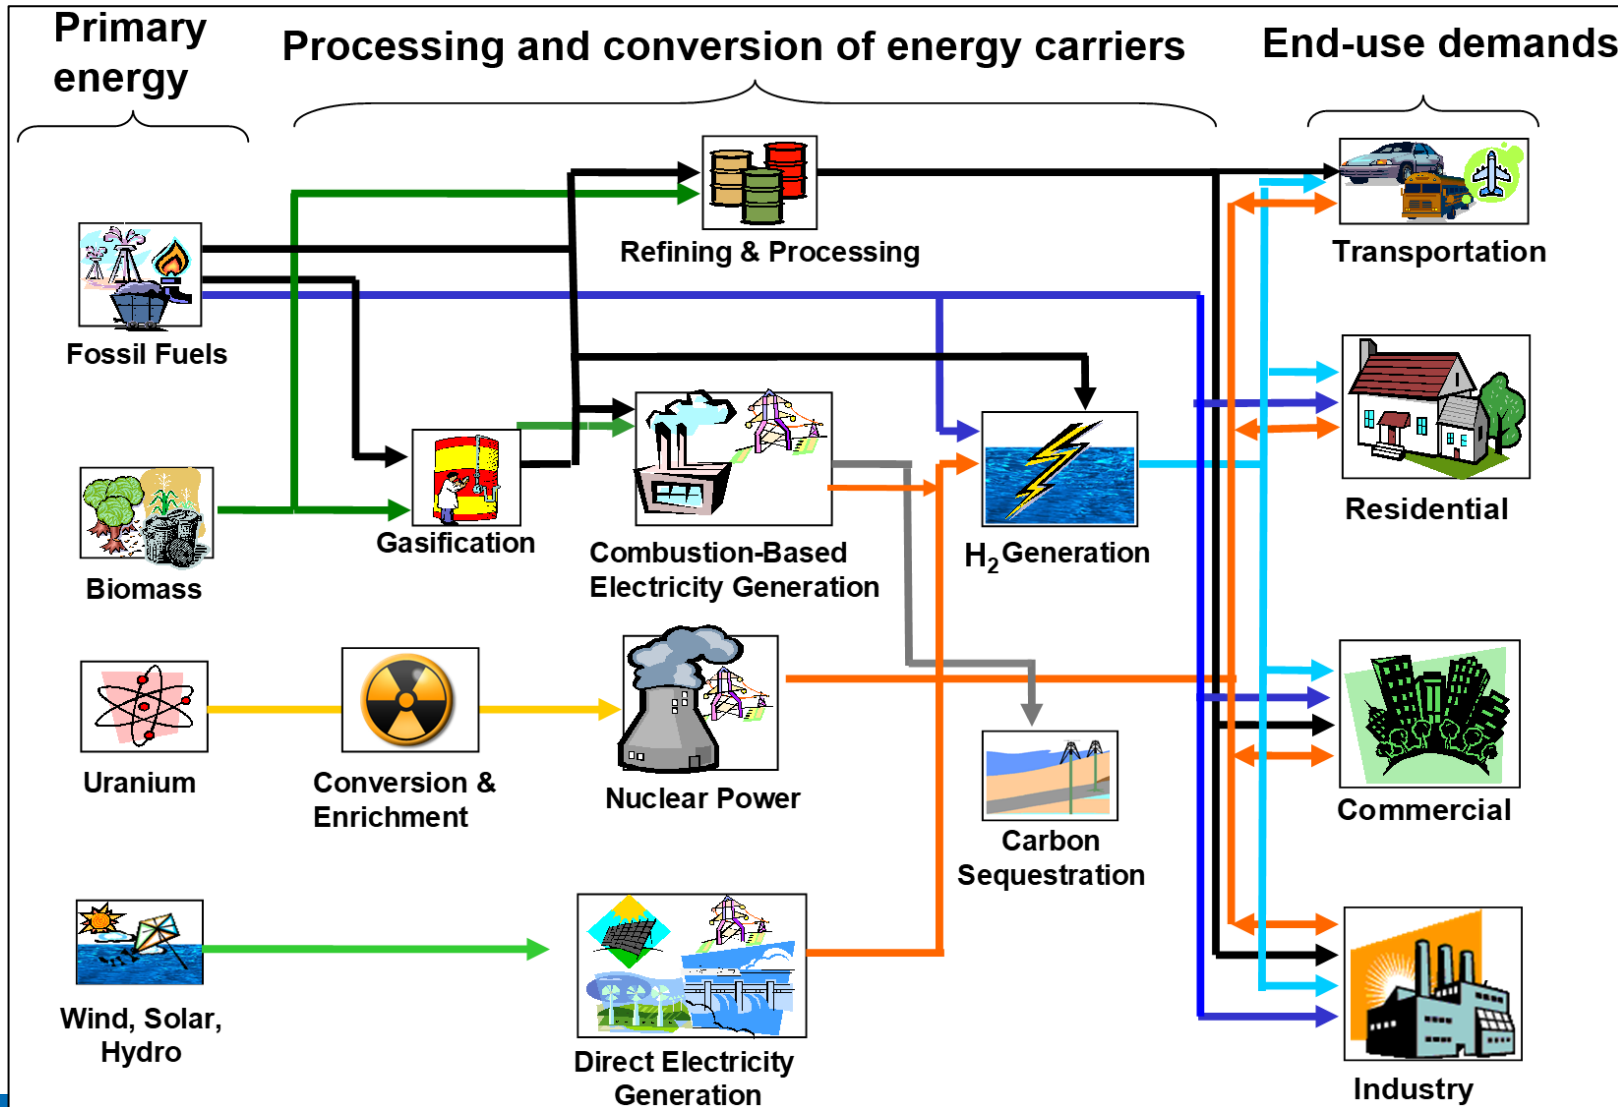 Primary
energy
Processing and conversion of energy carriers
End-use demands
Refining & Processing
Transportation
Fossil Fuels
Residential
Gasification
Combustion-Based
Electricity Generation
H₂ Generation
Biomass
Uranium
Conversion &
Enrichment
Nuclear Power
Commercial
Carbon
Sequestration
Wind, Solar,
Hydro
Direct Electricity
Generation
Industry